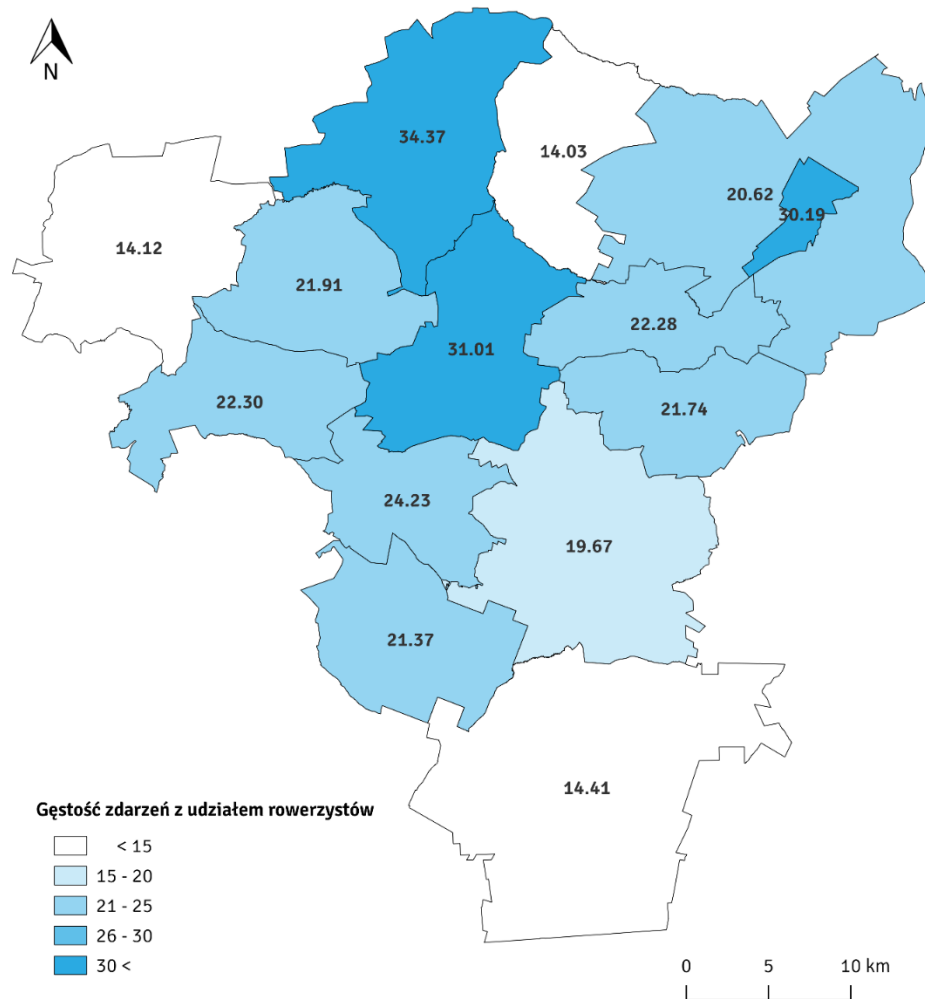 N
34.37
14.03
20.62
30.19
14.12
21.91
22.28
31.01
22.30
21.74
24.23
19.67
21.37
14.41
Gęstość zdarzeń z udziałem rowerzystów
< 15
15 - 20
21 - 25
26 - 30
30 <
0 5 10 km